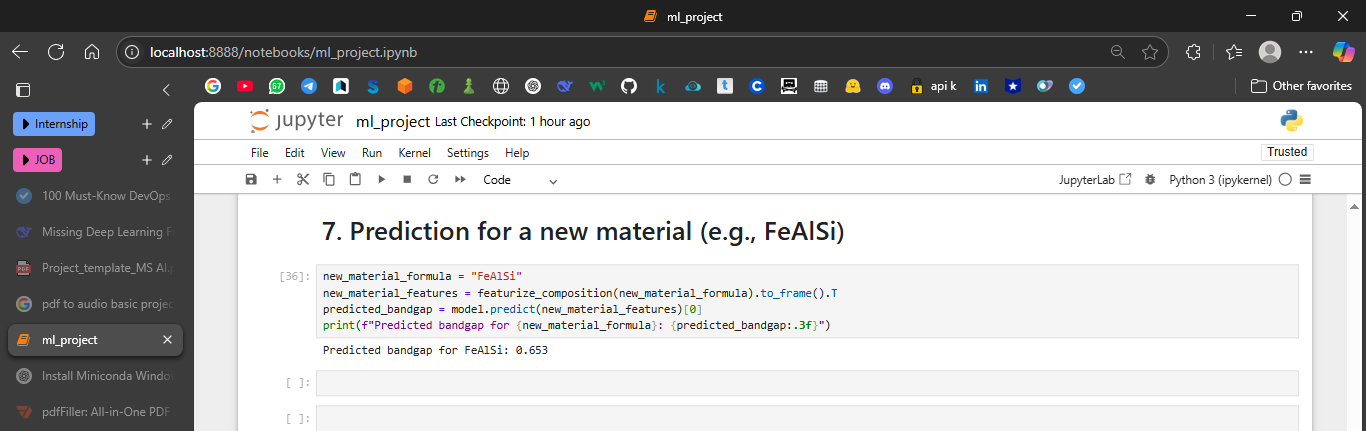 ml_project
localhost:8888/notebooks/ml_project.ipynb
57
api k
Other favorites
Internship
JOB
100 Must-Know DevOps
Missing Deep Learning
Project_template_MS AI.
pdf to audio basic
ml_project
Install Miniconda
pdfFiller: All-in-One PDF
jupyter ml_project Last Checkpoint: 1 hour ago
File Edit View Run Kernel Settings Help
Trusted
Code
JupyterLab
Python 3 (ipykernel)
7. Prediction for a new material (e.g., FeAlSi)
[36]:
new_material_formula = "FeAlSi"
new_material_features = featurize_composition(new_material_formula).to_frame().T
predicted_bandgap = model.predict(new_material_features)[0]
print(f"Predicted bandgap for {new_material_formula}: {predicted_bandgap:.3f}")
Predicted bandgap for FeAlSi: 0.653
[ ]:
[ ]: